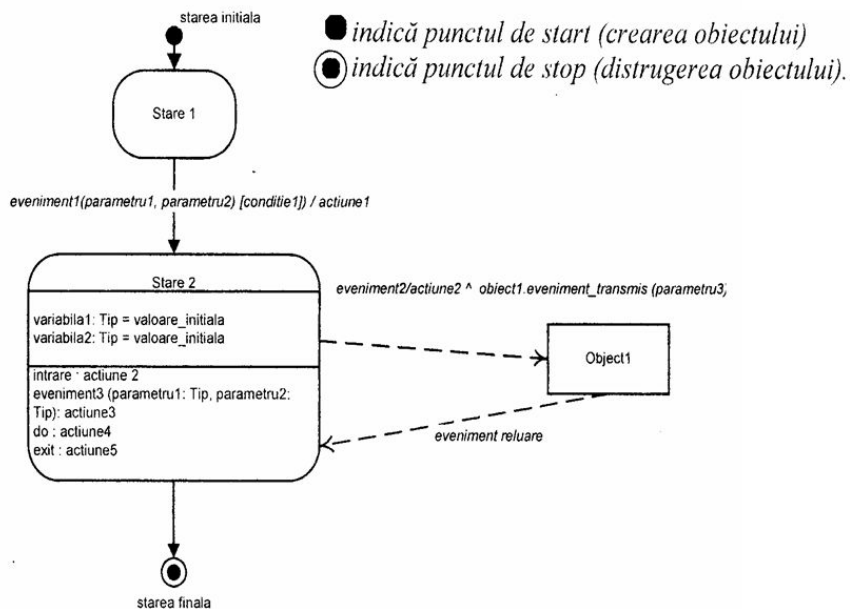 starea initiala
indică punctul de start (crearea obiectului)
indică punctul de stop (distrugerea obiectului).
Stare 1
eveniment1(parametru1, parametru2) [conditie1]) / actiune1
Stare 2
variabila1: Tip = valoare_initiala
variabila2: Tip = valoare_initiala
intrare : actiune 2
eveniment3 (parametru1: Tip, parametru2:
Tip): actiune3
do : actiune4
exit : actiune5
eveniment2/actiune2 ^ object1.eveniment_transmis (parametru3)
Object1
eveniment reluare
starea finala